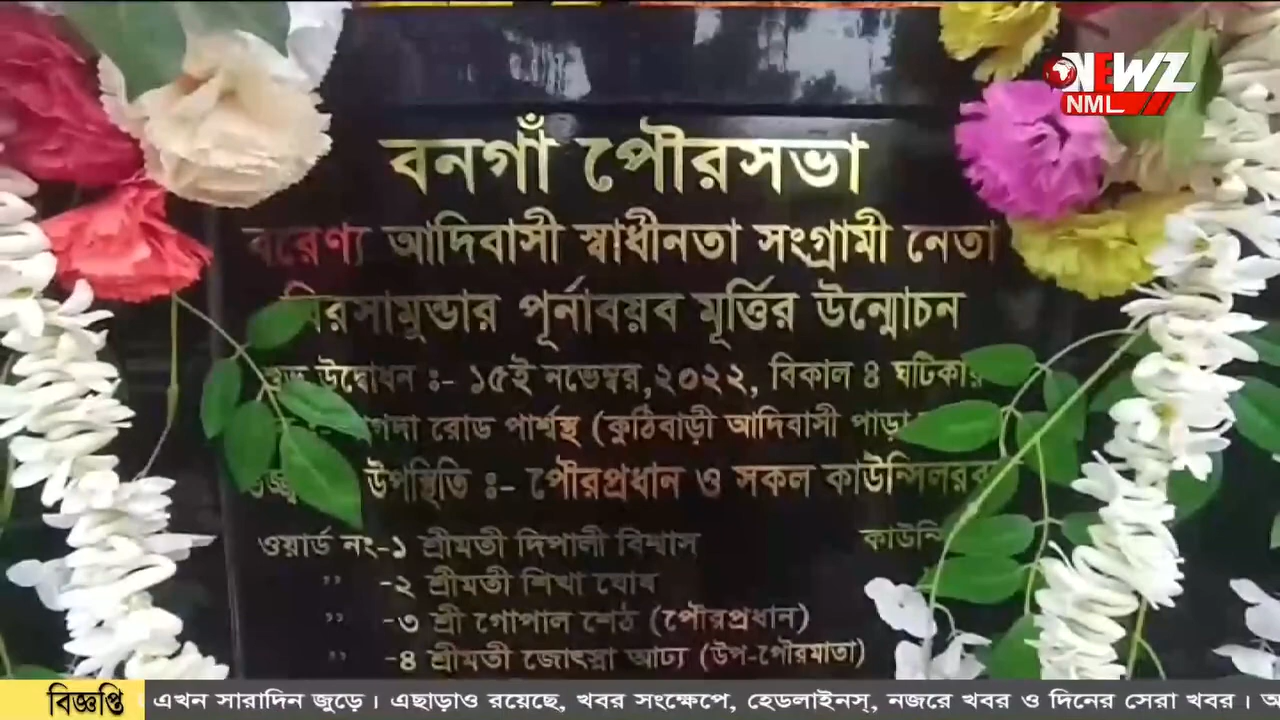 NEWZ
NML
বনগাঁ পৌরসভা
বরেণ্য আদিবাসী স্বাধীনতা সংগ্রামী নেতা
বিরসামুন্ডার পূর্নাবয়ব মূর্ত্তির উন্মোচন
শুভ উদ্বোধন ঃ- ১৫ই নভেম্বর,২০২২, বিকাল ৪ ঘটিকায়
রোড পার্শ্বস্থ (কুঠিবাড়ী আদিবাসী পাড়া
উপস্থিতি ঃ- পৌরপ্রধান ও সকল কাউন্সিলরবৃন্দ
ওয়ার্ড নং-১ শ্রীমতী দিপালী বিশ্বাস
,, -২ শ্রীমতী শিখা ঘোষ
,, -৩ শ্রী গোপাল শেঠ (পৌরপ্রধান)
,, -৪ শ্রীমতী জোৎস্না আঢ্য (উপ-পৌরমাতা)
বিজ্ঞপ্তি এখন সারাদিন জুড়ে। এছাড়াও রয়েছে, খবর সংক্ষেপে, হেডলাইনস্, নজরে খবর ও দিনের সেরা খবর।